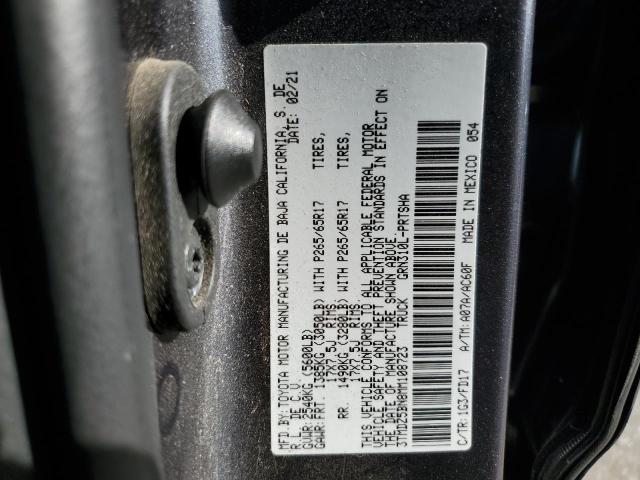 MFD BY: TOYOTA MOTOR MANUFACTURING DE BAJA CALIFORNIA, S. DE
R.L. DE C.V. DATE: 02/21
GVWR: 2540KG (5600LB)
GAWR: FRT. 1385KG (3050LB) WITH P265/65R17 TIRES,
17X7.5J RIMS,
RR. 1490KG (3280LB) WITH P265/65R17 TIRES,
17X7.5J RIMS,
THIS VEHICLE CONFORMS TO ALL APPLICABLE FEDERAL MOTOR
VEHICLE SAFETY AND THEFT PREVENTION STANDARDS IN EFFECT ON
THE DATE OF MANUFACTURE SHOWN ABOVE.
3TMDZ5BN8MM108723 TRUCK GRN310L-PRTSHA
C/TR:1G3/FD17 A/TM:A07A/AC60F MADE IN MEXICO 054